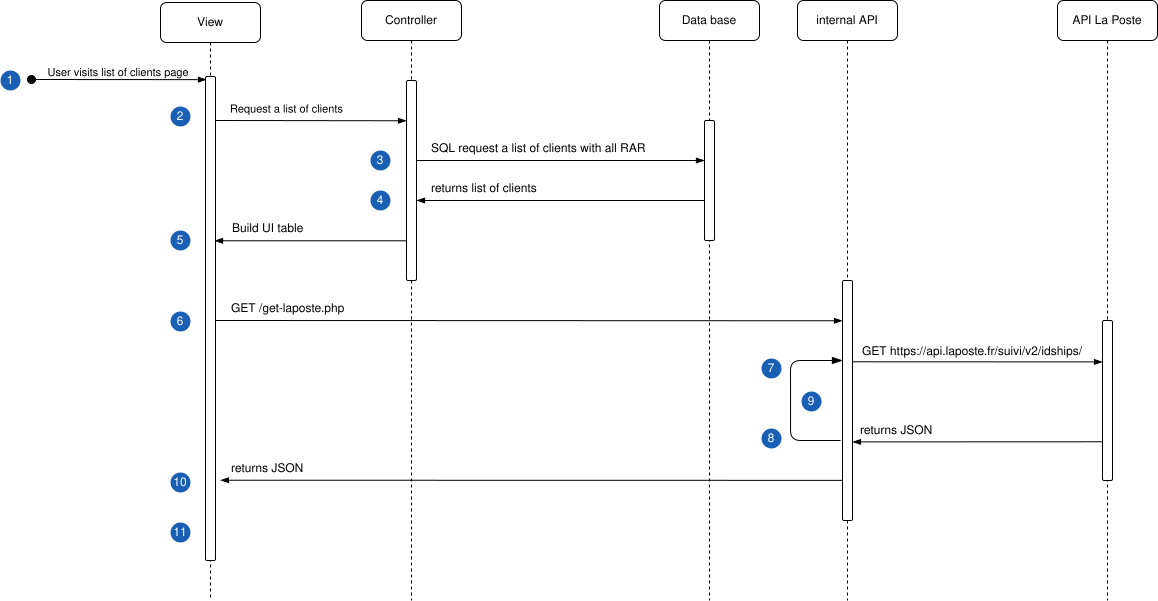 View
Controller
Data base
internal API
API La Poste
User visits list of clients page
1
2
Request a list of clients
3
SQL request a list of clients with all RAR
4
returns list of clients
5
Build UI table
6
GET /get-laposte.php
7
GET https://api.laposte.fr/suivi/v2/idships/
9
8
returns JSON
10
returns JSON
11